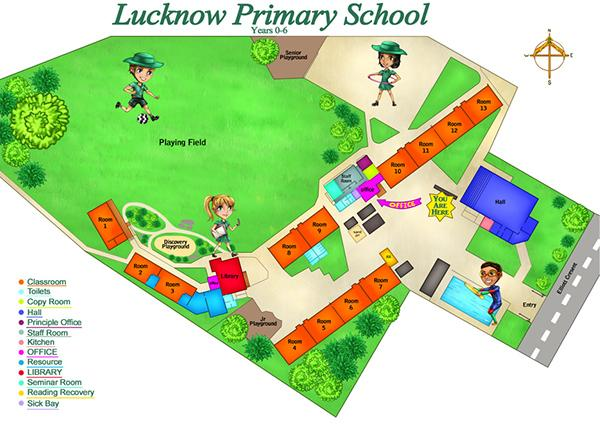 Lucknow Primary School
Years 0-6
N
W
E
S
Senior
Playground
Playing Field
Room
13
Room
12
Room
11
Room
10
Staff
Room
Office
OFFICE
YOU
ARE
HERE
Hall
Room
1
Discovery
Playground
Room
9
Room
8
Room
2
Room
3
Library
Room
7
Room
6
Room
5
Room
4
Jr
Playground
Entry
Classroom
Toilets
Copy Room
Hall
Principle Office
Staff Room
Kitchen
OFFICE
Resource
LIBRARY
Seminar Room
Reading Recovery
Sick Bay